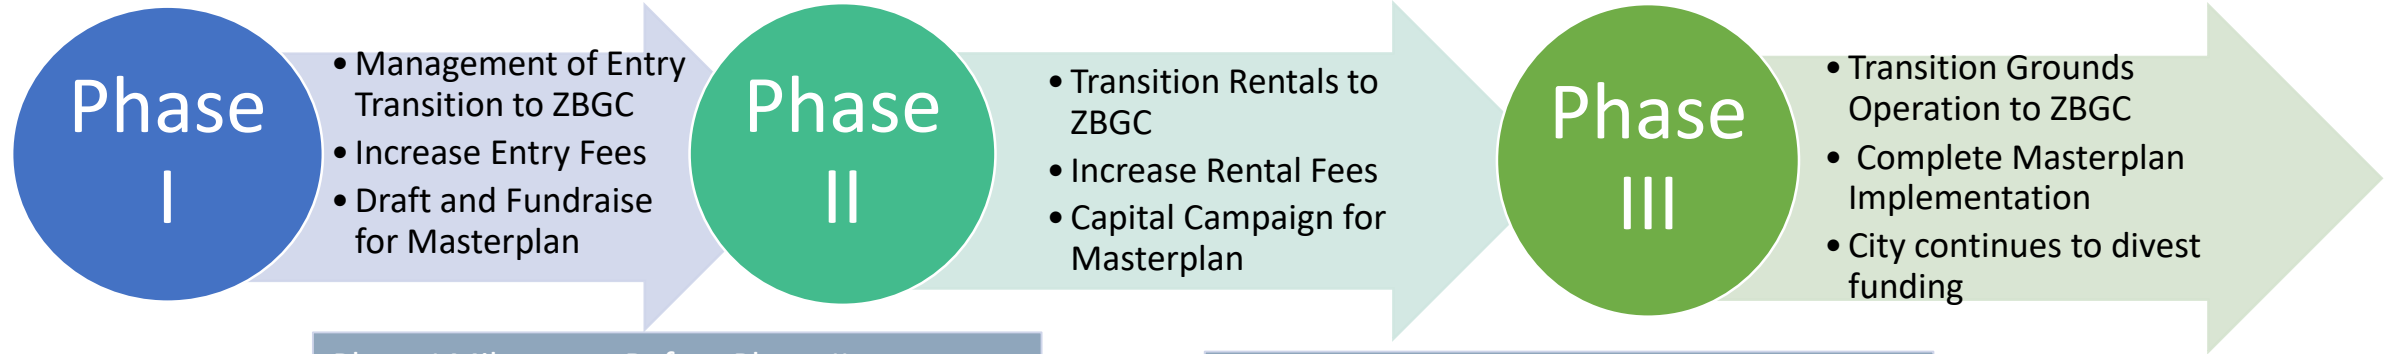 Phase
I
• Management of Entry
Transition to ZBGC
• Increase Entry Fees
• Draft and Fundraise
for Masterplan
Phase
II
• Transition Rentals to
ZBGC
• Increase Rental Fees
• Capital Campaign for
Masterplan
Phase
III
• Transition Grounds
Operation to ZBGC
• Complete Masterplan
Implementation
• City continues to divest
funding